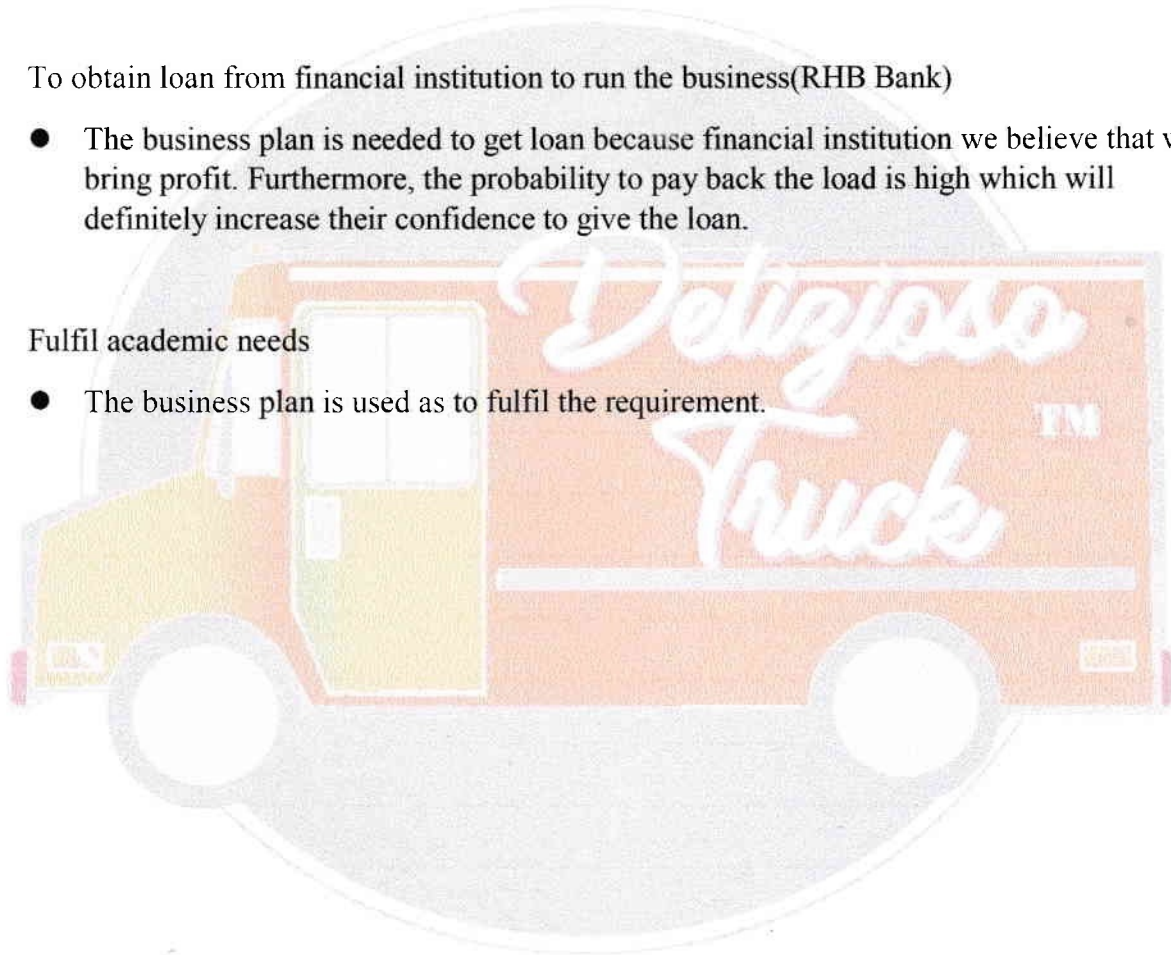 To obtain loan from financial institution to run the business(RHB Bank)
● The business plan is needed to get loan because financial institution we believe that
bring profit. Furthermore, the probability to pay back the load is high which will
definitely increase their confidence to give the loan.
Delizioso
Fulfil academic needs
● The business plan is used as to fulfil the requirement.
TM
Truck